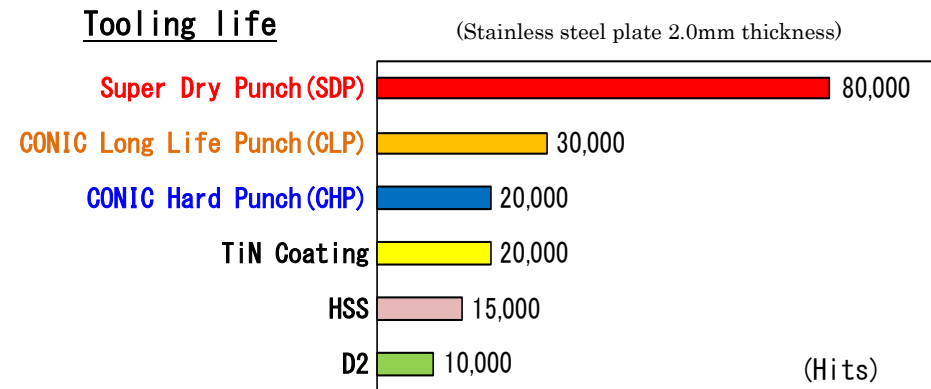 Tooling life
(Stainless steel plate 2.0mm thickness)
Super Dry Punch(SDP) 80,000
CONIC Long Life Punch(CLP) 30,000
CONIC Hard Punch(CHP) 20,000
TiN Coating 20,000
HSS 15,000
D2 10,000
(Hits)